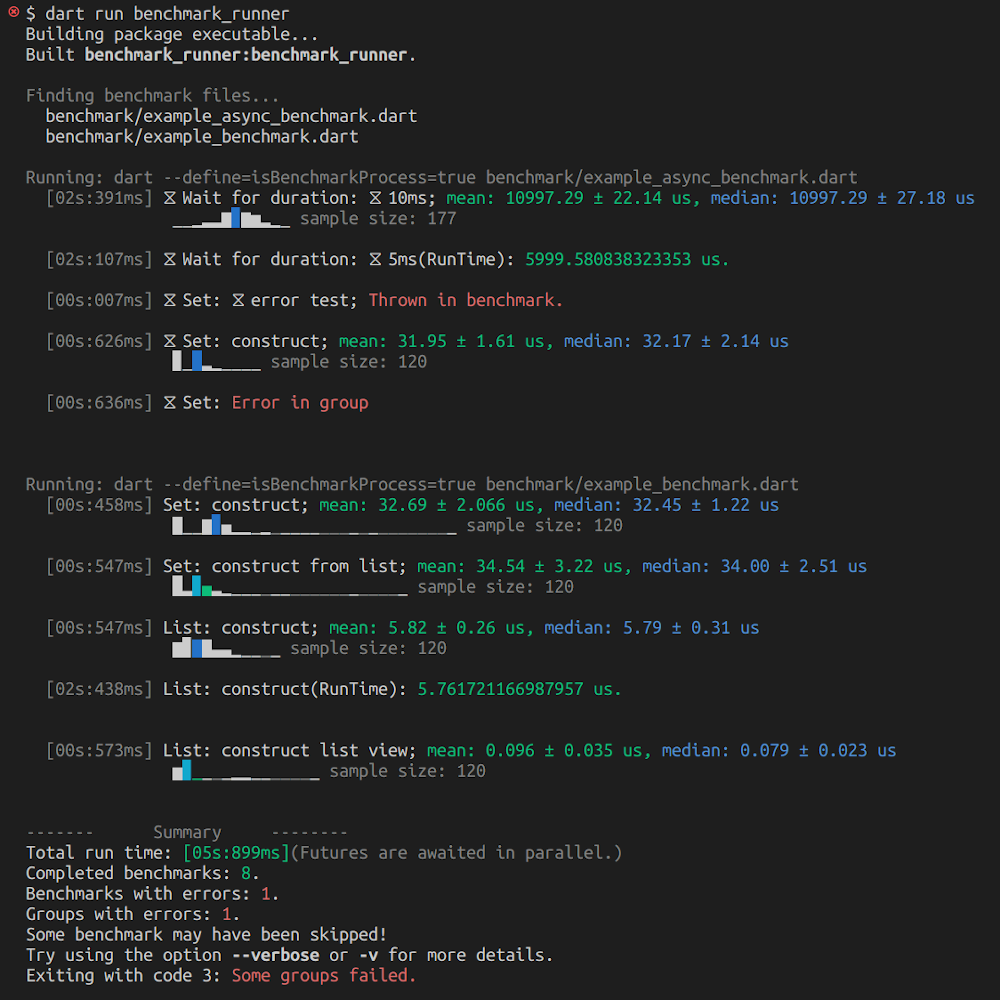 $ dart run benchmark_runner
Building package executable...
Built benchmark_runner:benchmark_runner.
Finding benchmark files...
benchmark/example_async_benchmark.dart
benchmark/example_benchmark.dart
Running: dart --define=isBenchmarkProcess=true benchmark/example_async_benchmark.dart
[02s:391ms] ⧖ Wait for duration: ⧖ 10ms; mean: 10997.29 ± 22.14 us, median: 10997.29 ± 27.18 us
sample size: 177
[02s:107ms] ⧖ Wait for duration: ⧖ 5ms(RunTime): 5999.580838323353 us.
[00s:007ms] ⧖ Set: ⧖ error test; Thrown in benchmark.
[00s:626ms] ⧖ Set: construct; mean: 31.95 ± 1.61 us, median: 32.17 ± 2.14 us
sample size: 120
[00s:636ms] ⧖ Set: Error in group
Running: dart --define=isBenchmarkProcess=true benchmark/example_benchmark.dart
[00s:458ms] Set: construct; mean: 32.69 ± 2.066 us, median: 32.45 ± 1.22 us
sample size: 120
[00s:547ms] Set: construct from list; mean: 34.54 ± 3.22 us, median: 34.00 ± 2.51 us
sample size: 120
[00s:547ms] List: construct; mean: 5.82 ± 0.26 us, median: 5.79 ± 0.31 us
sample size: 120
[02s:438ms] List: construct(RunTime): 5.761721166987957 us.
[00s:573ms] List: construct list view; mean: 0.096 ± 0.035 us, median: 0.079 ± 0.023 us
sample size: 120
------- Summary --------
Total run time: [05s:899ms](Futures are awaited in parallel.)
Completed benchmarks: 8.
Benchmarks with errors: 1.
Groups with errors: 1.
Some benchmark may have been skipped!
Try using the option --verbose or -v for more details.
Exiting with code 3: Some groups failed.